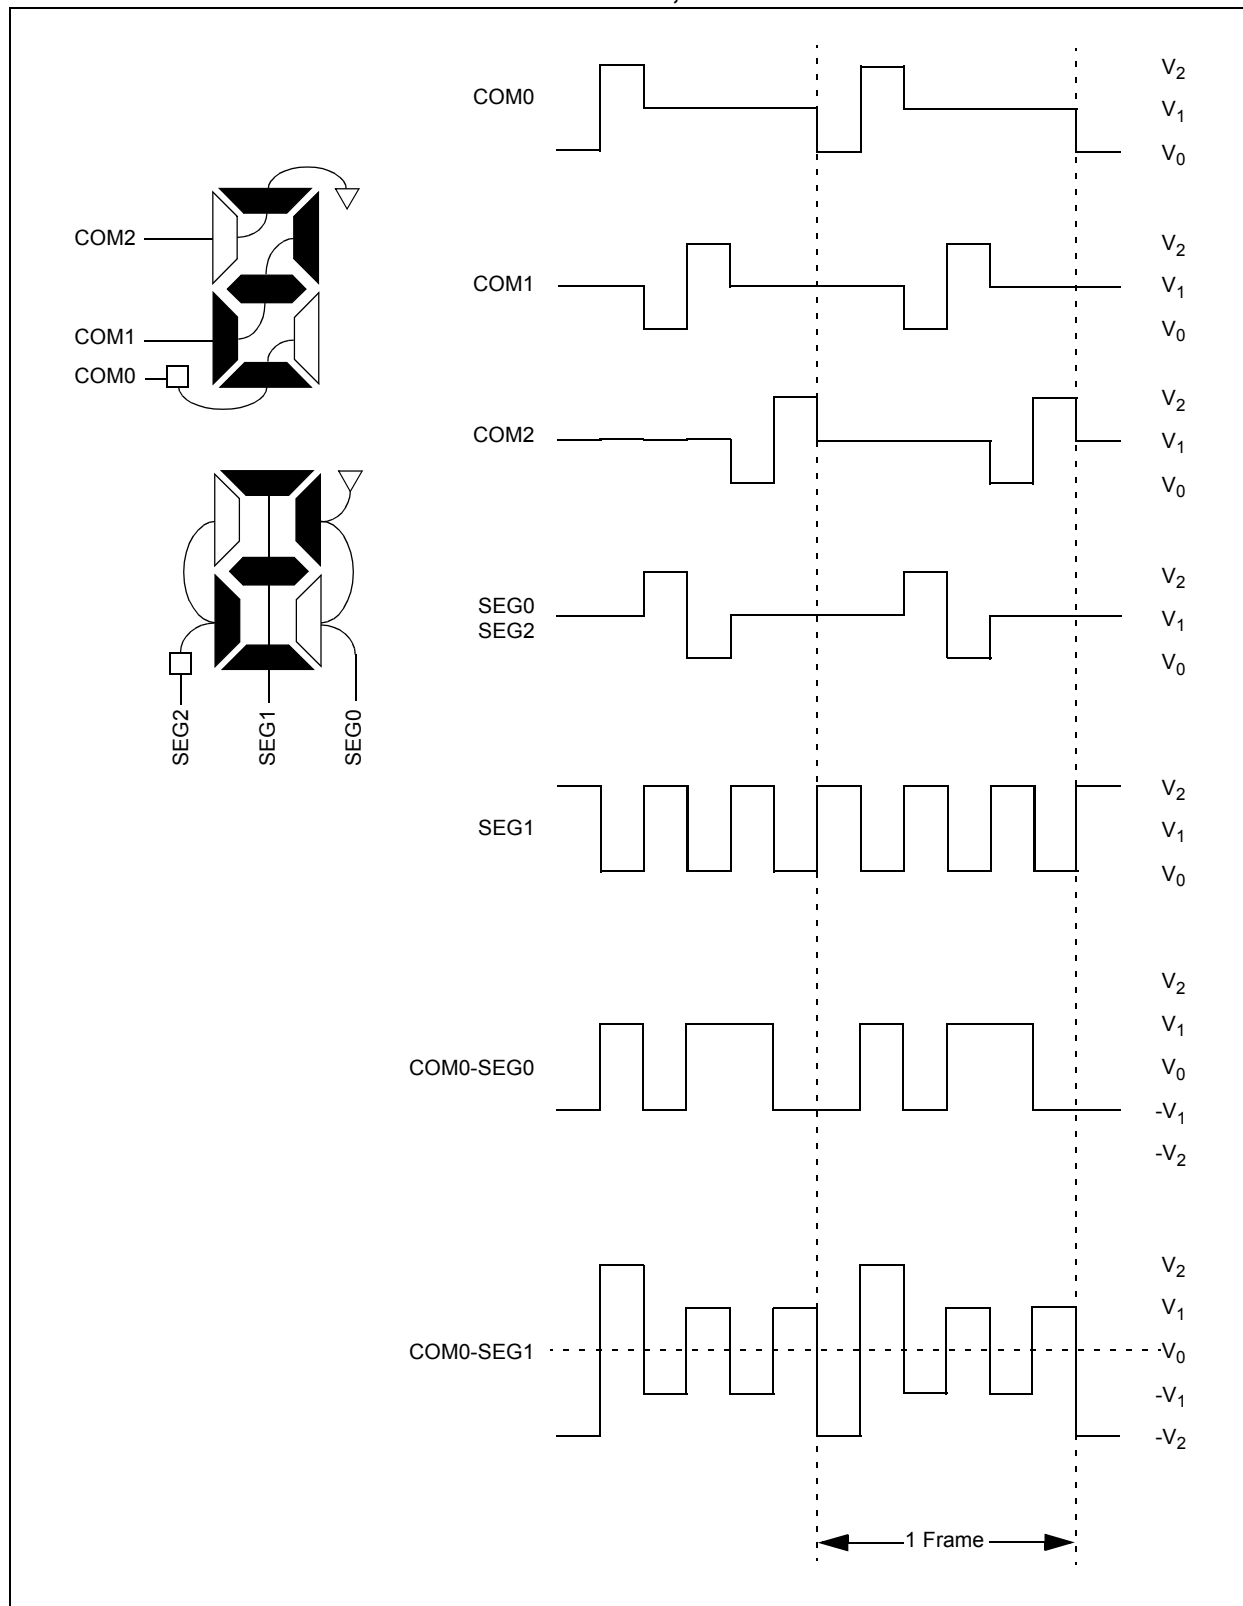 COM0
V2
V1
V0
COM2
COM1
COM0
COM1
V2
V1
V0
COM2
V2
V1
V0
SEG0
SEG2
V2
V1
V0
SEG2
SEG1
SEG0
SEG1
V2
V1
V0
COM0-SEG0
V2
V1
V0
-V1
-V2
COM0-SEG1
V2
V1
V0
-V1
-V2
1 Frame